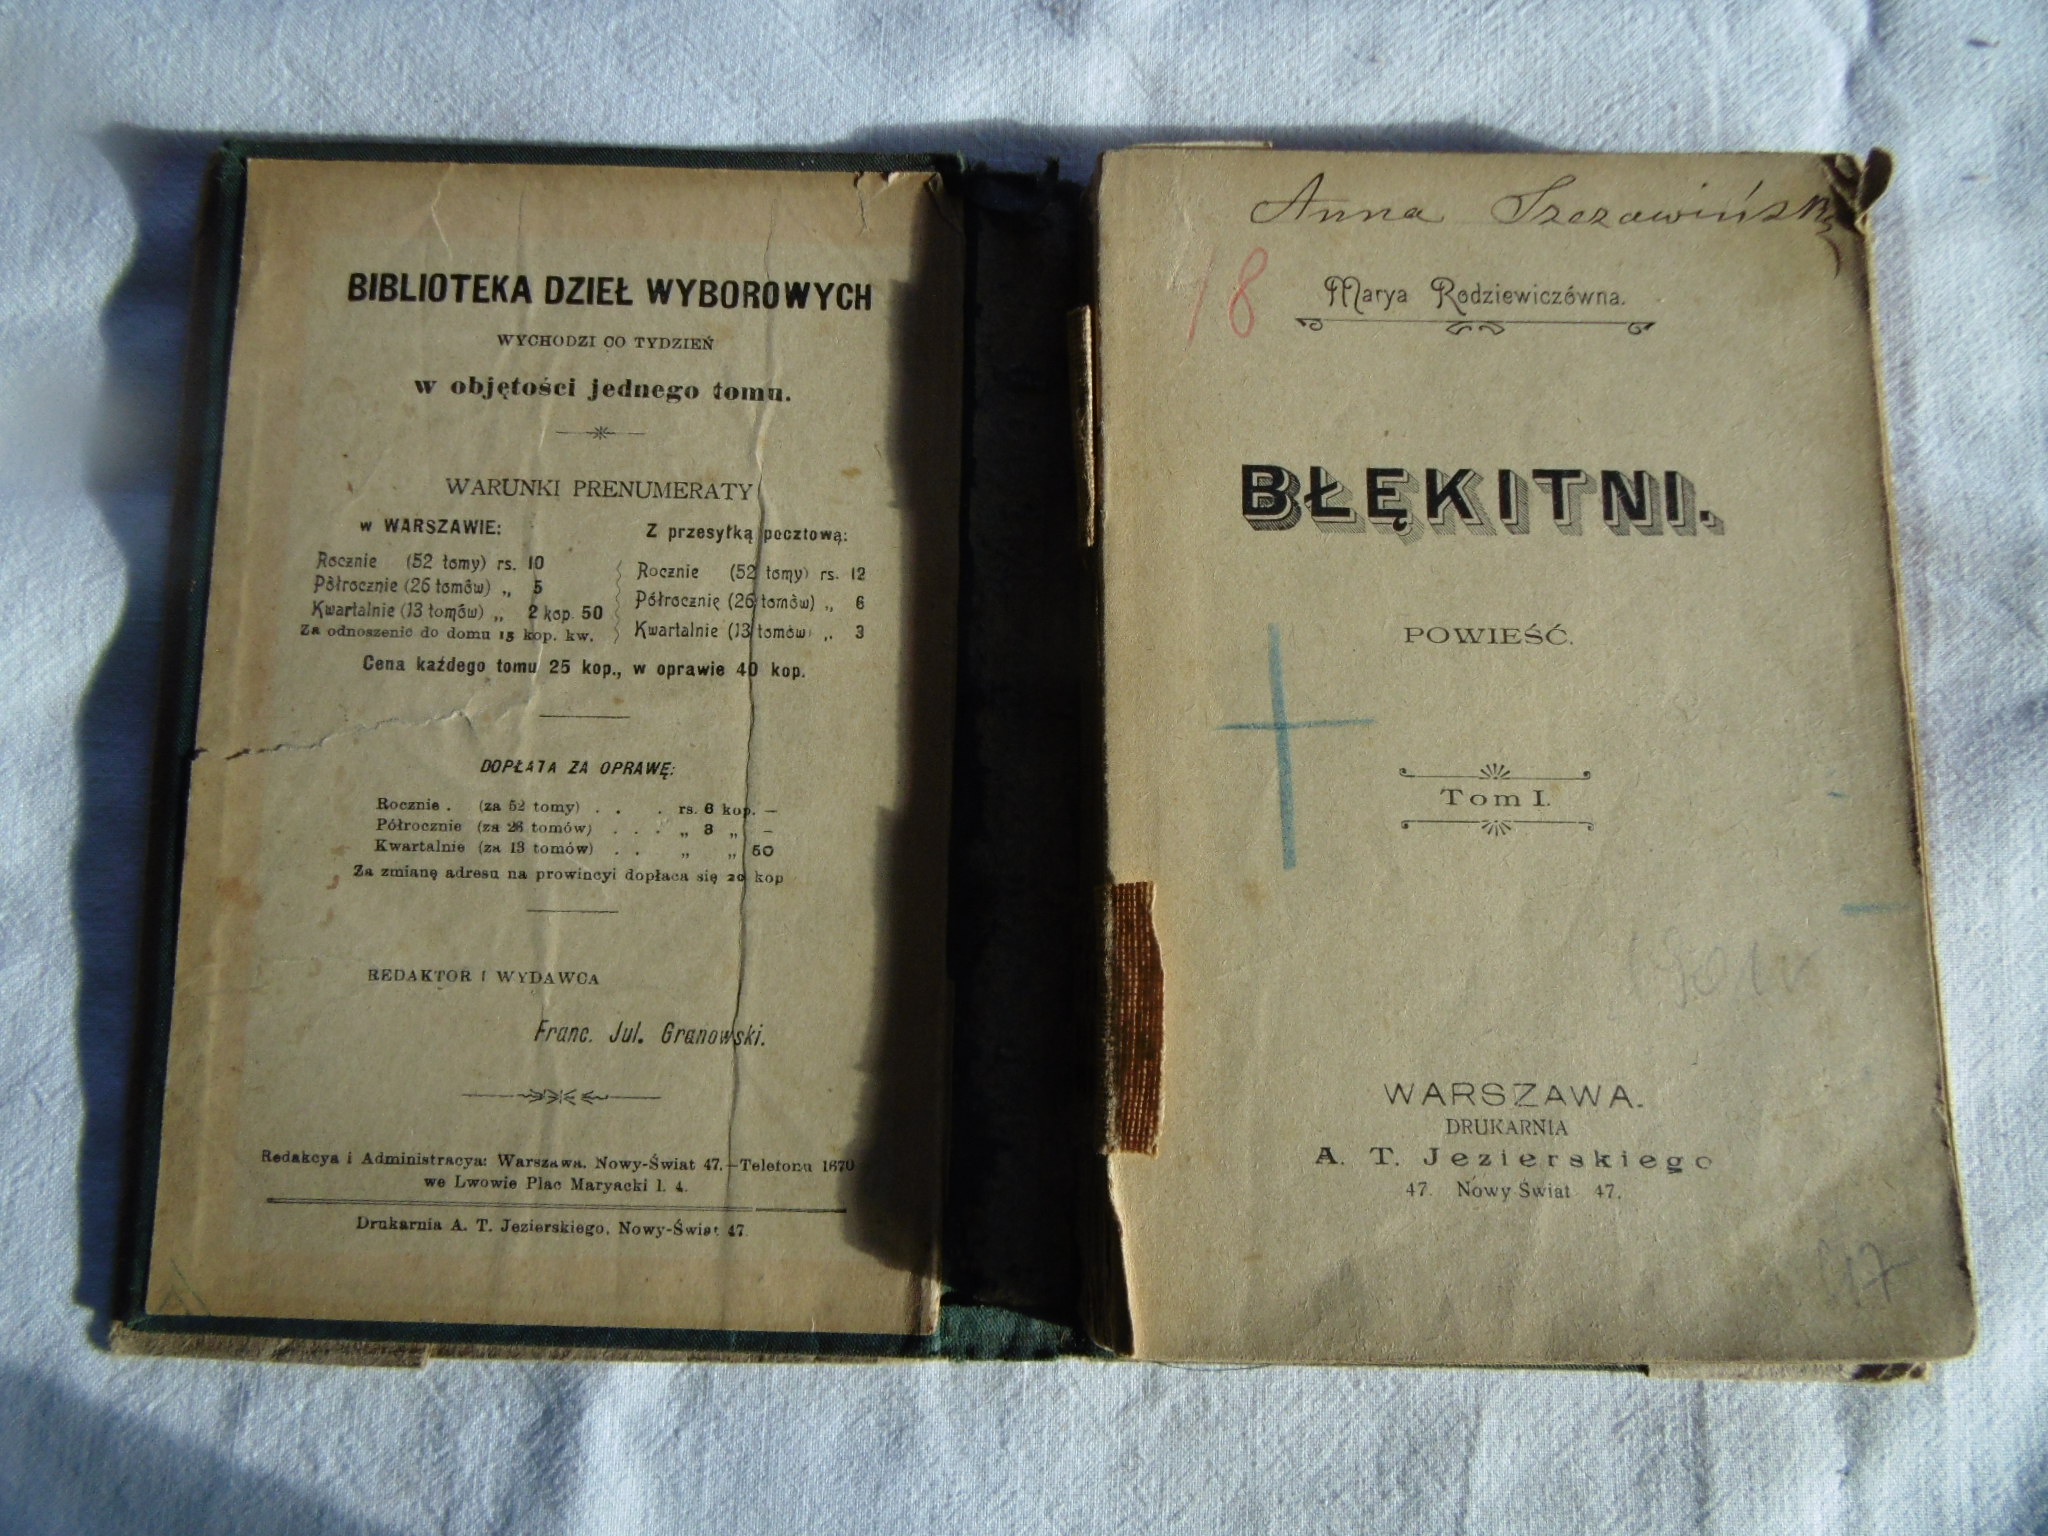 BIBLIOTEKA DZIEŁ WYBOROWYCH
WYCHODZI CO TYDZIEŃ
w objętości jednego tomu.
WARUNKI PRENUMERATY
w WARSZAWIE:
Rocznie (52 tomy) rs. 10
Półrocznie (26 tomów) „ 5
Kwartalnie (13 tomów) „ 2 kop. 50
Za odnoszenie do domu 15 kop. kw.
Z przesyłką pocztową:
Rocznie (52 tomy) rs. 12
Półrocznie (26 tomów) „ 6
Kwartalnie (13 tomów) „ 3
Cena każdego tomu 25 kop., w oprawie 40 kop.
DOPŁATA ZA OPRAWĘ:
Rocznie . (za 52 tomy) . . . rs. 6 kop. —
Półrocznie (za 26 tomów) . . . „ 3 „ —
Kwartalnie (za 13 tomów) . . „ „ 50
Za zmianę adresu na prowincyi dopłaca się 20 kop
REDAKTOR I WYDAWCA
Franc. Jul. Granowski.
Redakcya i Administracya: Warszawa. Nowy-Świat 47.—Telefonu 1670
we Lwowie Plac Maryacki l. 4.
Drukarnia A. T. Jezierskiego, Nowy-Świat 47
Anna Szczawińska
18
Marya Rodziewiczówna.
BŁĘKITNI.
POWIEŚĆ.
Tom I.
WARSZAWA.
DRUKARNIA
A. T. Jezierskiego
47. Nowy Świat 47.